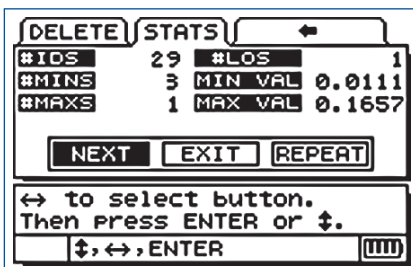 DELETE STATS ←
#IDS 29 #LOS 1
#MINS 3 MIN VAL 0.0111
#MAXS 1 MAX VAL 0.1657
NEXT EXIT REPEAT
↔ to select button.
Then press ENTER or ↕.
↕,↔,ENTER